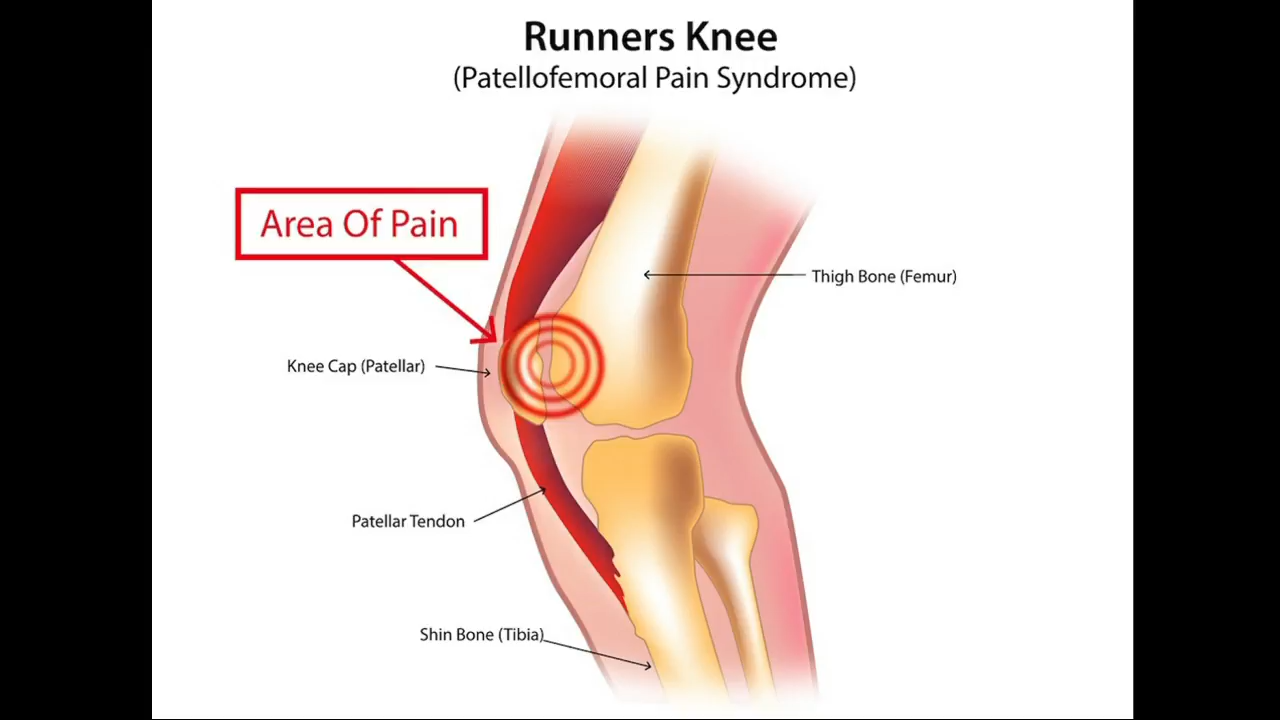 Runners Knee
(Patellofemoral Pain Syndrome)
Area Of Pain
Thigh Bone (Femur)
Knee Cap (Patellar)
Patellar Tendon
Shin Bone (Tibia)